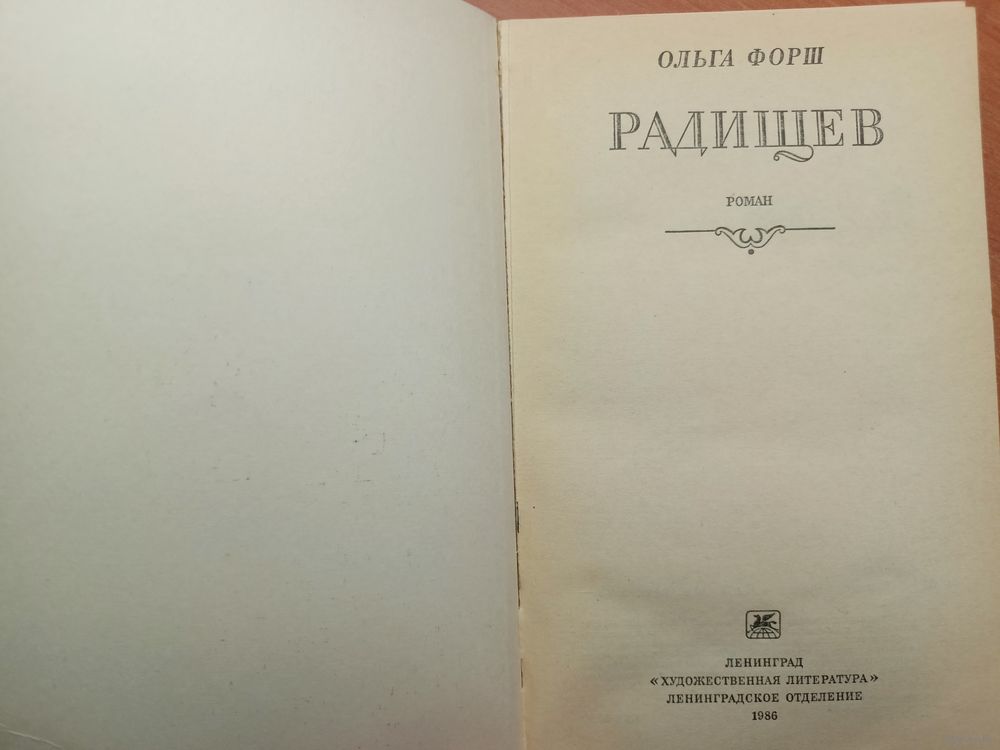 ОЛЬГА ФОРШ
РАДИЩЕВ
РОМАН
ЛЕНИНГРАД
«ХУДОЖЕСТВЕННАЯ ЛИТЕРАТУРА»
ЛЕНИНГРАДСКОЕ ОТДЕЛЕНИЕ
1986